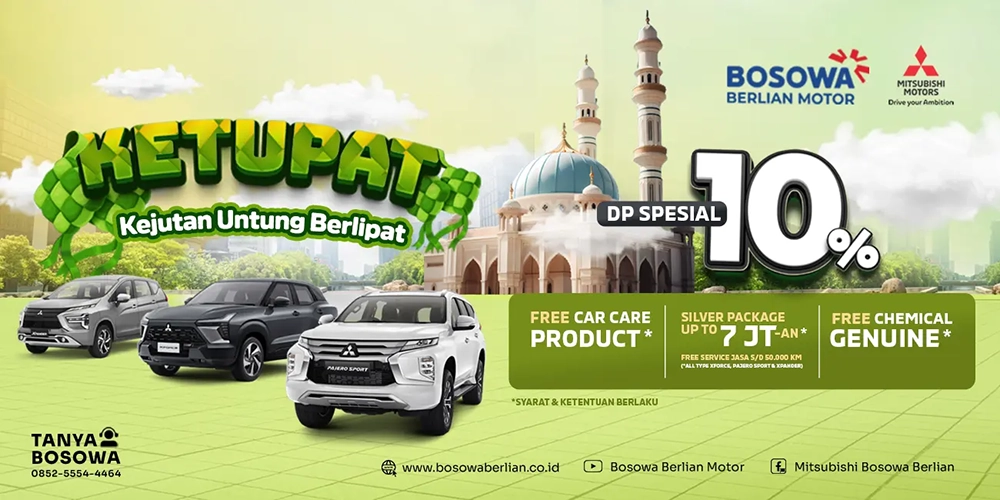 KETUPAT
Kejutan Untung Berlipat
BOSOWA
BERLIAN MOTOR
MITSUBISHI
MOTORS
Drive your Ambition
DP SPESIAL
10%
FREE CAR CARE
PRODUCT*
SILVER PACKAGE
UP TO 7 JT-AN*
FREE SERVICE JASA S/D 50.000 KM
(*ALL TYPE XFORCE, PAJERO SPORT & XPANDER)
FREE CHEMICAL
GENUINE*
*SYARAT & KETENTUAN BERLAKU
PAJERO SPORT
TANYA
BOSOWA
0852-5554-4464
www.bosowaberlian.co.id
Bosowa Berlian Motor
Mitsubishi Bosowa Berlian